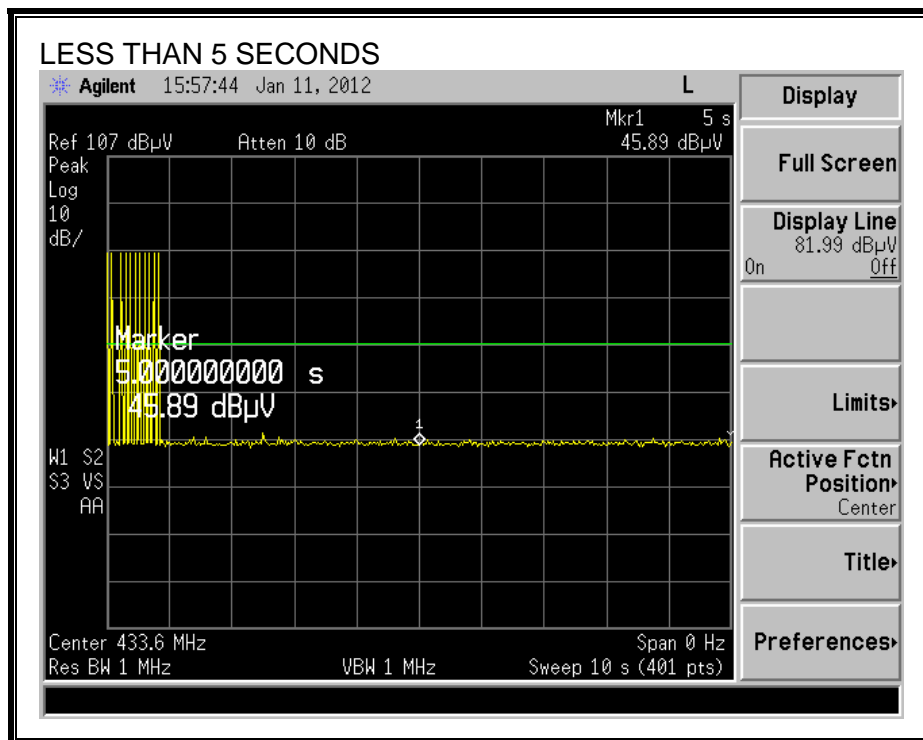 LESS THAN 5 SECONDS
Agilent 15:57:44 Jan 11, 2012 L
Mkr1 5 s
Ref 107 dBµV Atten 10 dB 45.89 dBµV
Peak
Log
10
dB/
Marker
5.000000000 s
45.89 dBµV
1
W1 S2
S3 VS
AA
Center 433.6 MHz Span 0 Hz
Res BW 1 MHz VBW 1 MHz Sweep 10 s (401 pts)
Display
Full Screen
Display Line
81.99 dBµV
On Off
Limits
Active Fctn
Position
Center
Title
Preferences